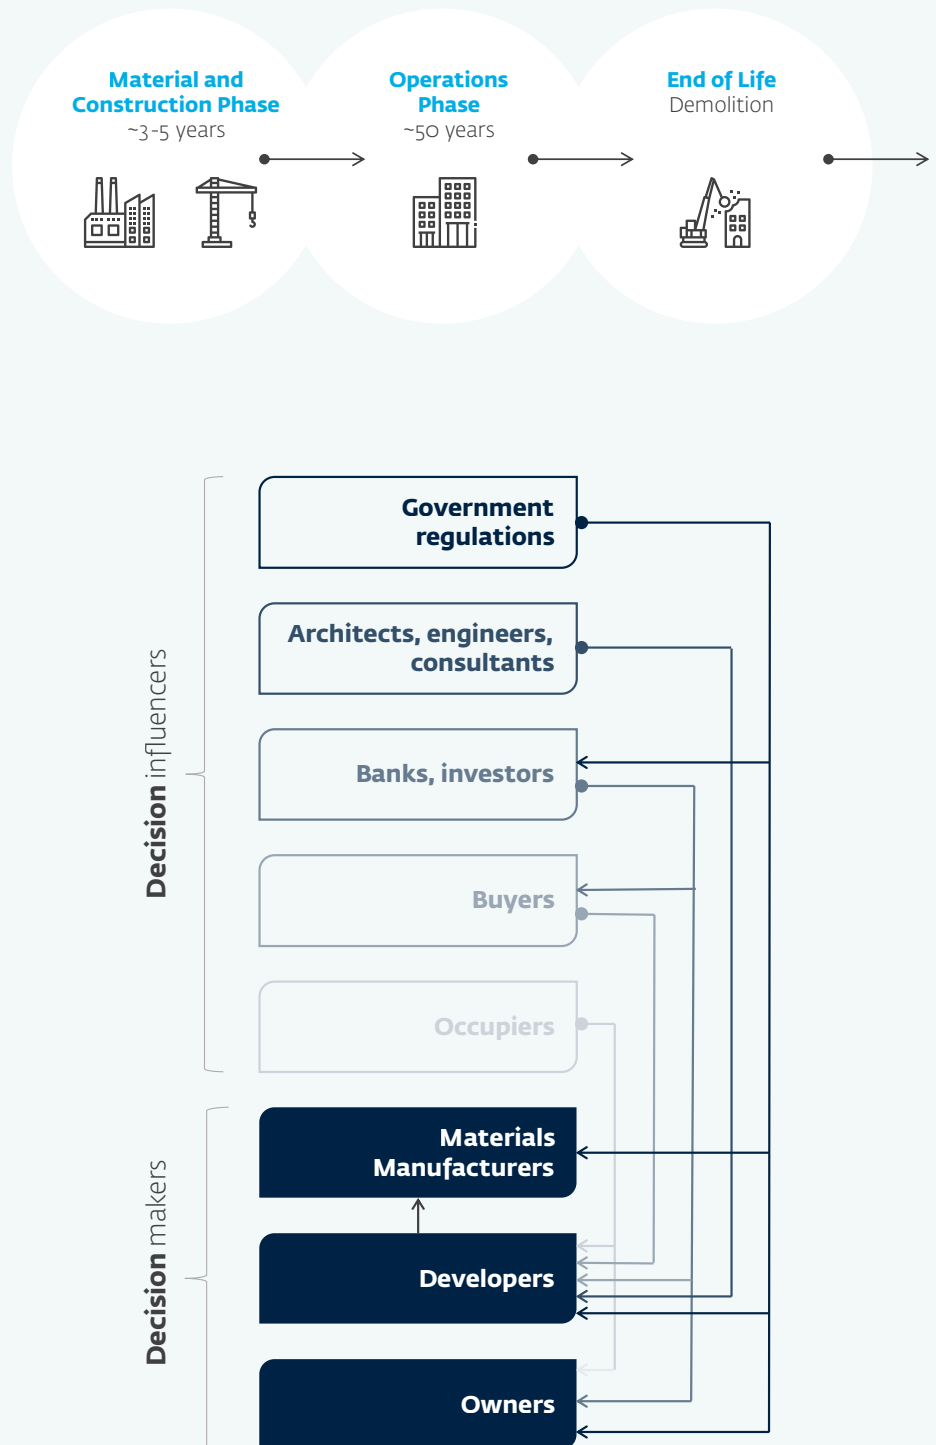 Material and
Construction Phase
~3-5 years
Operations
Phase
~50 years
End of Life
Demolition
Decision influencers
Government
regulations
Architects, engineers,
consultants
Banks, investors
Buyers
Occupiers
Decision makers
Materials
Manufacturers
Developers
Owners